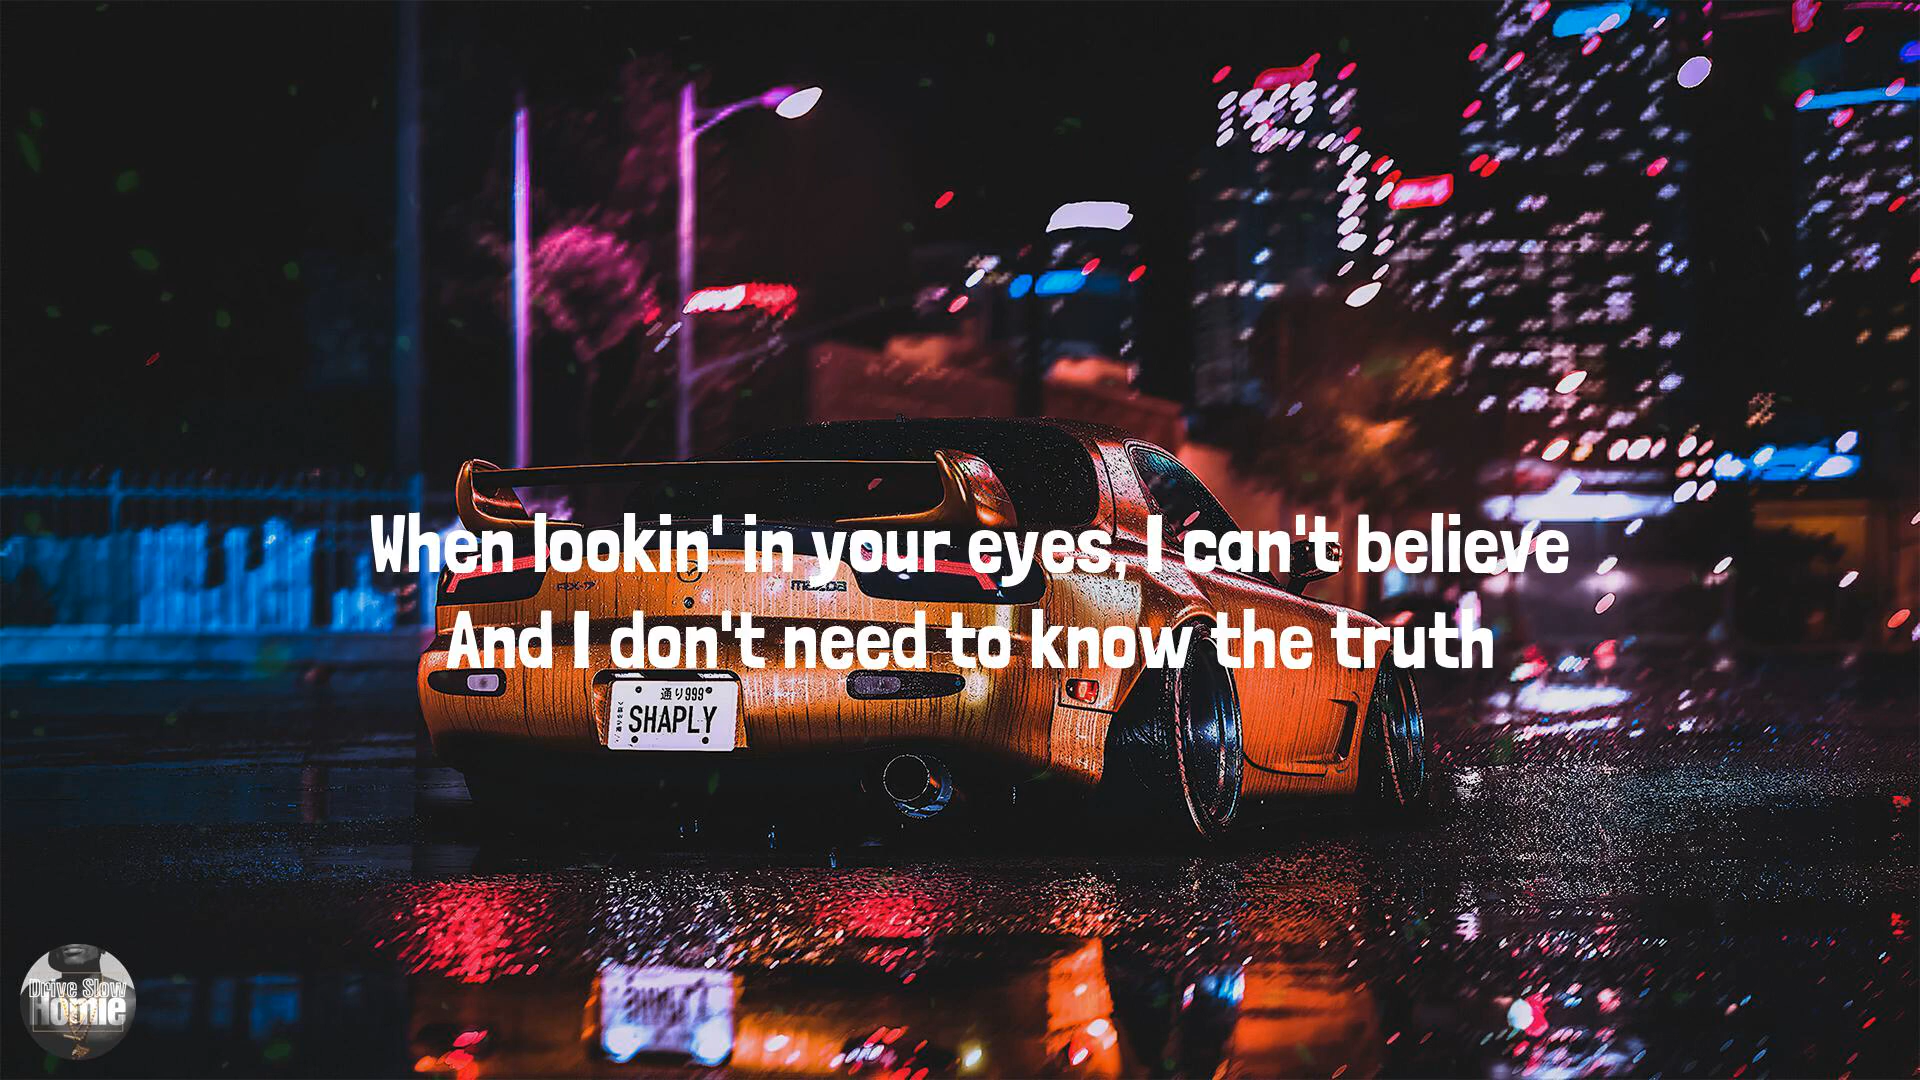 When lookin' in your eyes, I can't believe
And I don't need to know the truth
RX-7
mazda
通り999
SHAPLY
Drive Slow
Homie